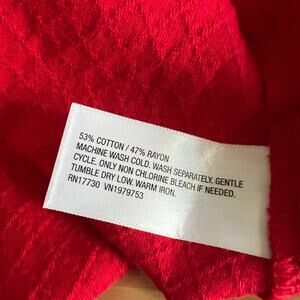 53% COTTON / 47% RAYON
MACHINE WASH COLD. WASH SEPARATELY. GENTLE
CYCLE. ONLY NON CHLORINE BLEACH IF NEEDED.
TUMBLE DRY LOW. WARM IRON.
RN17730 VN1979753